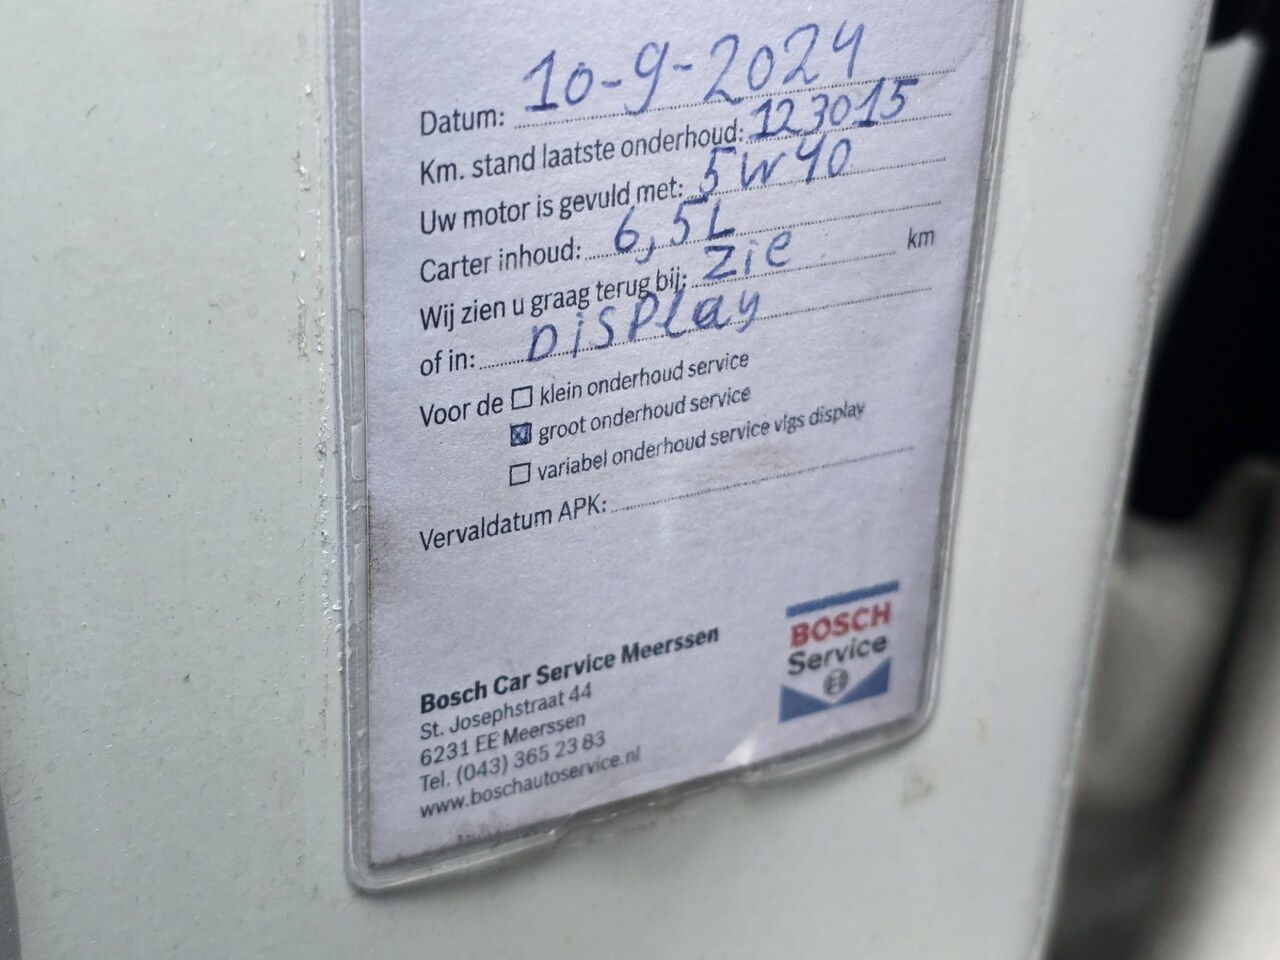 Datum: 10-9-2024
Km. stand laatste onderhoud: 123015
Uw motor is gevuld met: 5W40
Carter inhoud: 6,5L
Wij zien u graag terug bij: zie km
of in: DISPlay
Voor de ☐ klein onderhoud service
☒ groot onderhoud service
☐ variabel onderhoud service vlgs display
Vervaldatum APK:
Bosch Car Service Meerssen
St. Josephstraat 44
6231 EE Meerssen
Tel. (043) 365 23 83
www.boschautoservice.nl
BOSCH
Service